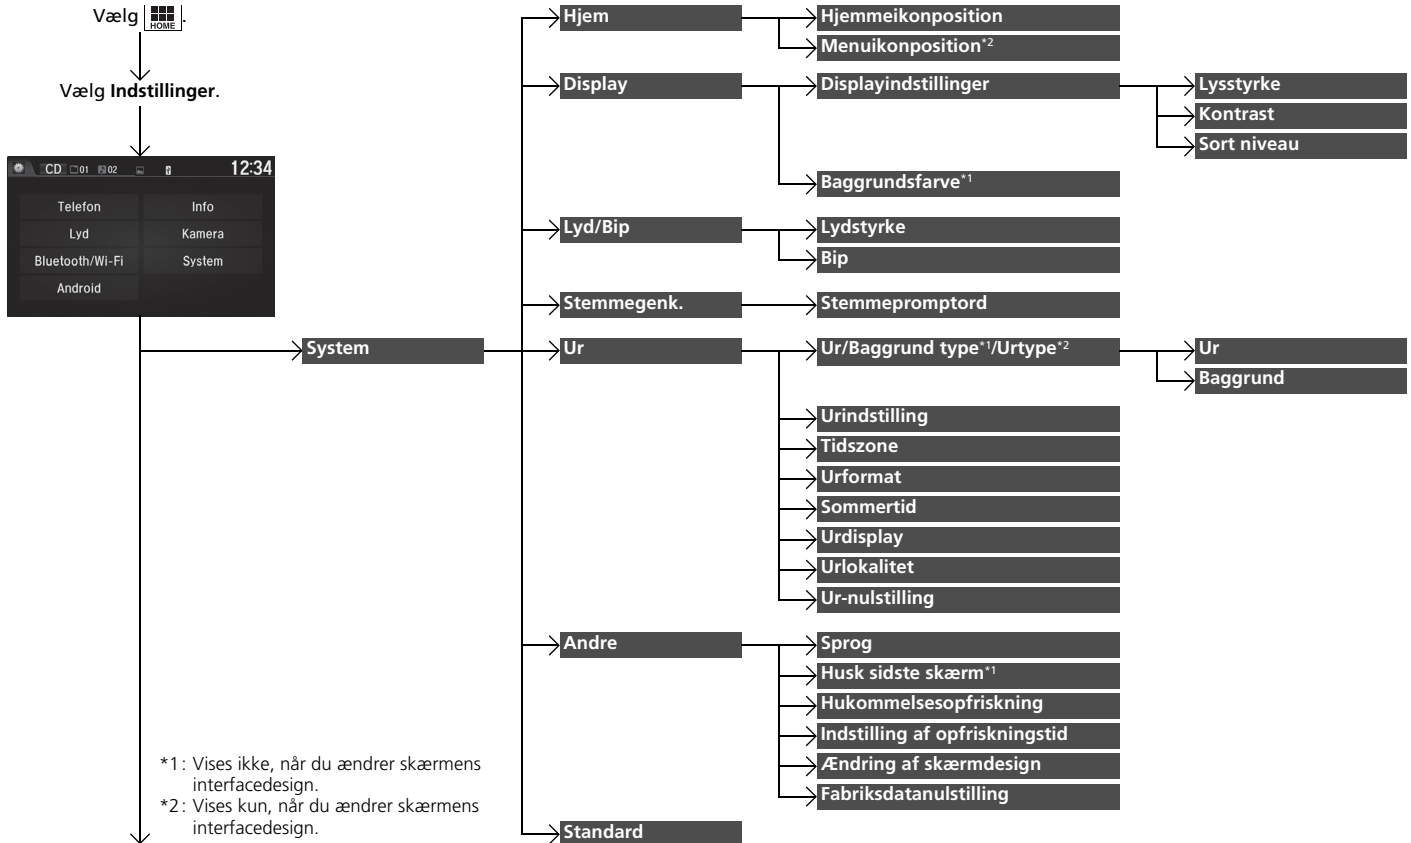 Vælg HOME.
Vælg Indstillinger.
CD 01 02 12:34
Telefon Info
Lyd Kamera
Bluetooth/Wi-Fi System
Android
System
Hjem
Hjemmeikonposition
Menuikonposition*2
Display
Displayindstillinger
Lysstyrke
Kontrast
Sort niveau
Baggrundsfarve*1
Lyd/Bip
Lydstyrke
Bip
Stemmegenk.
Stemmepromptord
Ur
Ur/Baggrund type*1/Urtype*2
Ur
Baggrund
Urindstilling
Tidszone
Urformat
Sommertid
Urdisplay
Urlokalitet
Ur-nulstilling
Andre
Sprog
Husk sidste skærm*1
Hukommelsesopfriskning
Indstilling af opfriskningstid
Ændring af skærmdesign
Fabriksdatanulstilling
Standard
*1: Vises ikke, når du ændrer skærmens
interfacedesign.
*2: Vises kun, når du ændrer skærmens
interfacedesign.